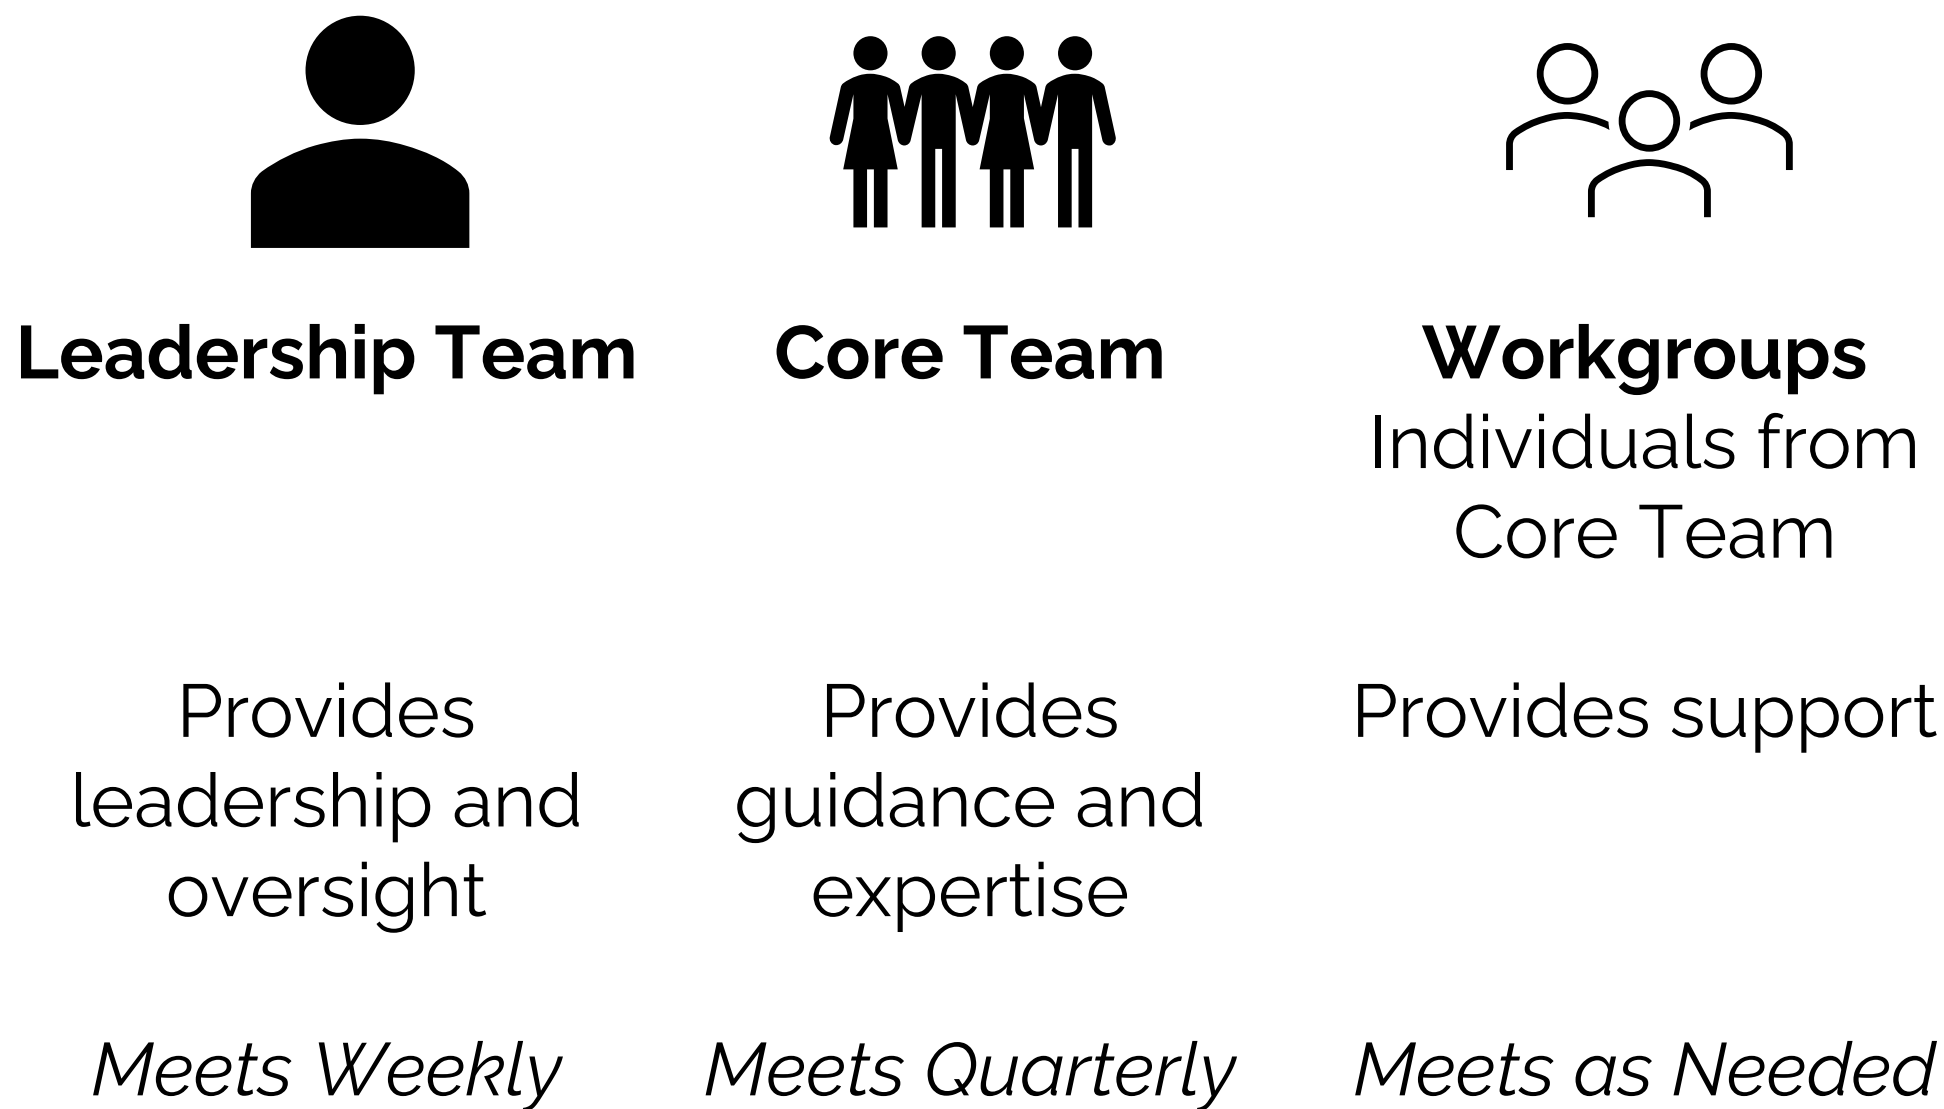 Leadership Team
Core Team
Workgroups
Individuals from
Core Team
Provides
leadership and
oversight
Provides
guidance and
expertise
Provides support
Meets Weekly
Meets Quarterly
Meets as Needed